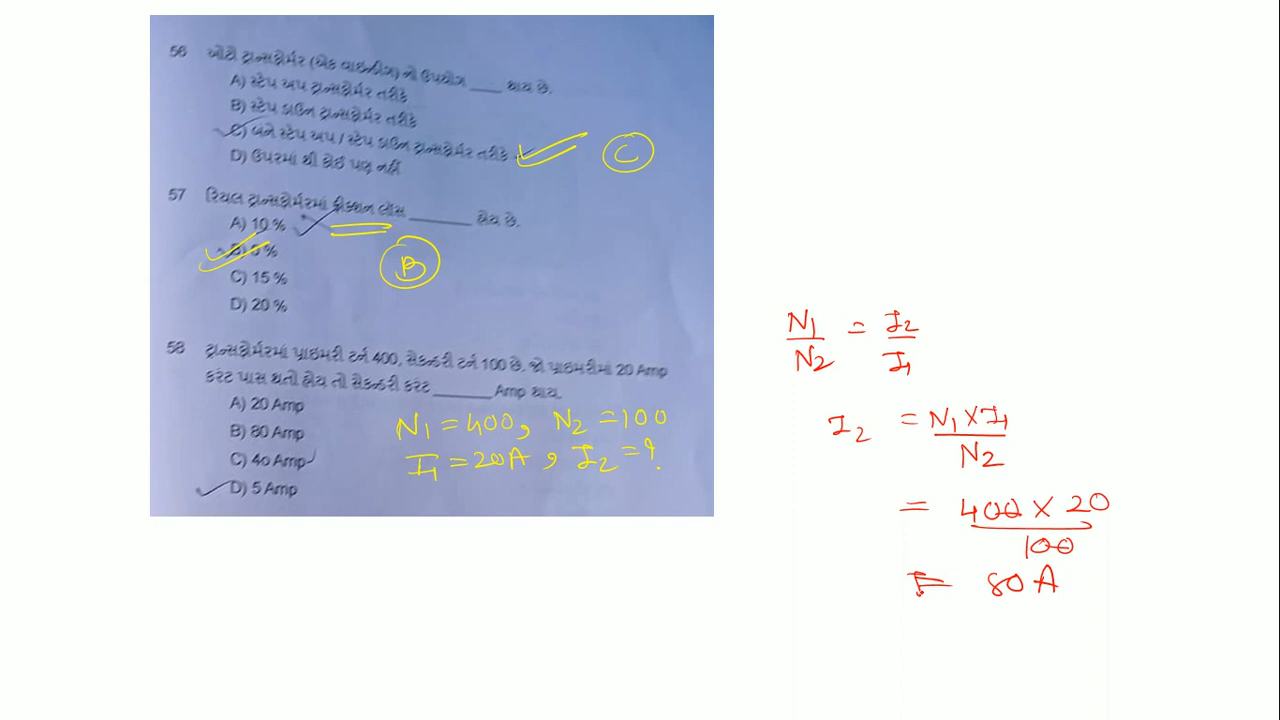 56 ઓટો ટ્રાન્સફોર્મર (એક વાઇન્ડીંગ) નો ઉપયોગ ____ થાય છે.
A) સ્ટેપ અપ ટ્રાન્સફોર્મર તરીકે
B) સ્ટેપ ડાઉન ટ્રાન્સફોર્મર તરીકે
C) બંને સ્ટેપ અપ / સ્ટેપ ડાઉન ટ્રાન્સફોર્મર તરીકે
D) ઉપરમાં થી કોઈ પણ નહીં
C
57 રિયલ ટ્રાન્સફોર્મરમાં ફ્રીક્શન લોસ ______ હોય છે.
A) 10 %
B) 0 %
C) 15 %
D) 20 %
B
58 ટ્રાન્સફોર્મરમાં પ્રાઇમરી ટર્ન 400, સેકન્ડરી ટર્ન 100 છે. જો પ્રાઇમરીમાં 20 Amp
કરંટ પાસ થતો હોય તો સેકન્ડરી કરંટ ______ Amp થાય.
A) 20 Amp
B) 80 Amp
C) 40 Amp
D) 5 Amp
N1 = 400, N2 = 100
I1 = 20A, I2 = ?
N1/N2 = I2/I1
I2 = N1 X I1 / N2
= 400 X 20 / 100
= 80 A